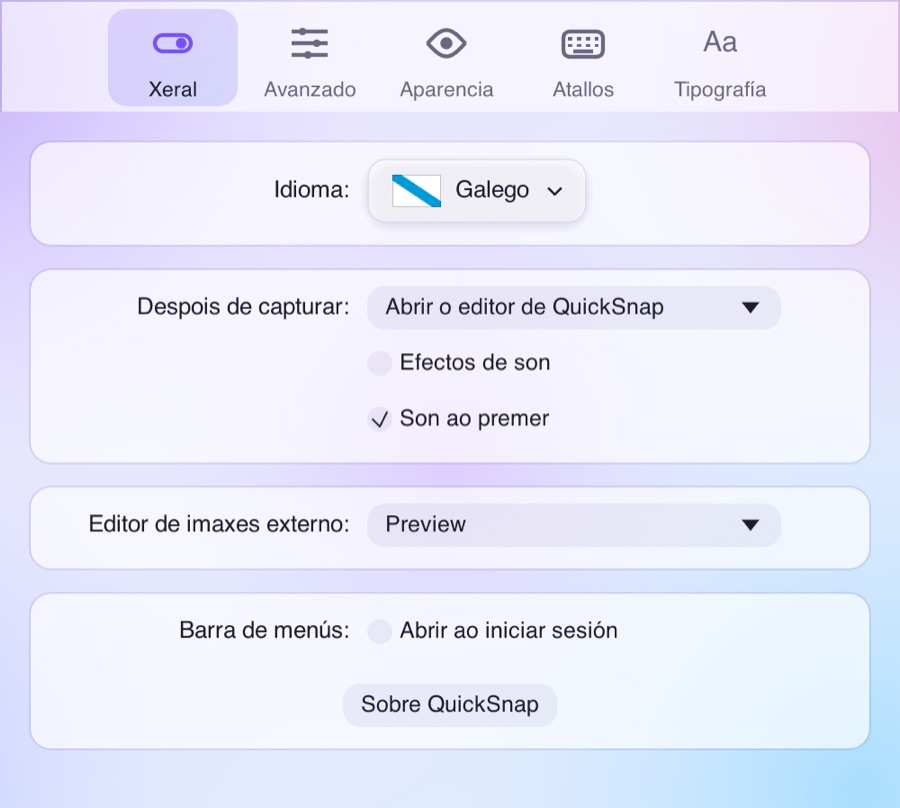 Xeral
Avanzado
Aparencia
Atallos
Aa
Tipografía
Idioma: Galego
Despois de capturar: Abrir o editor de QuickSnap
Efectos de son
Son ao premer
Editor de imaxes externo: Preview
Barra de menús: Abrir ao iniciar sesión
Sobre QuickSnap